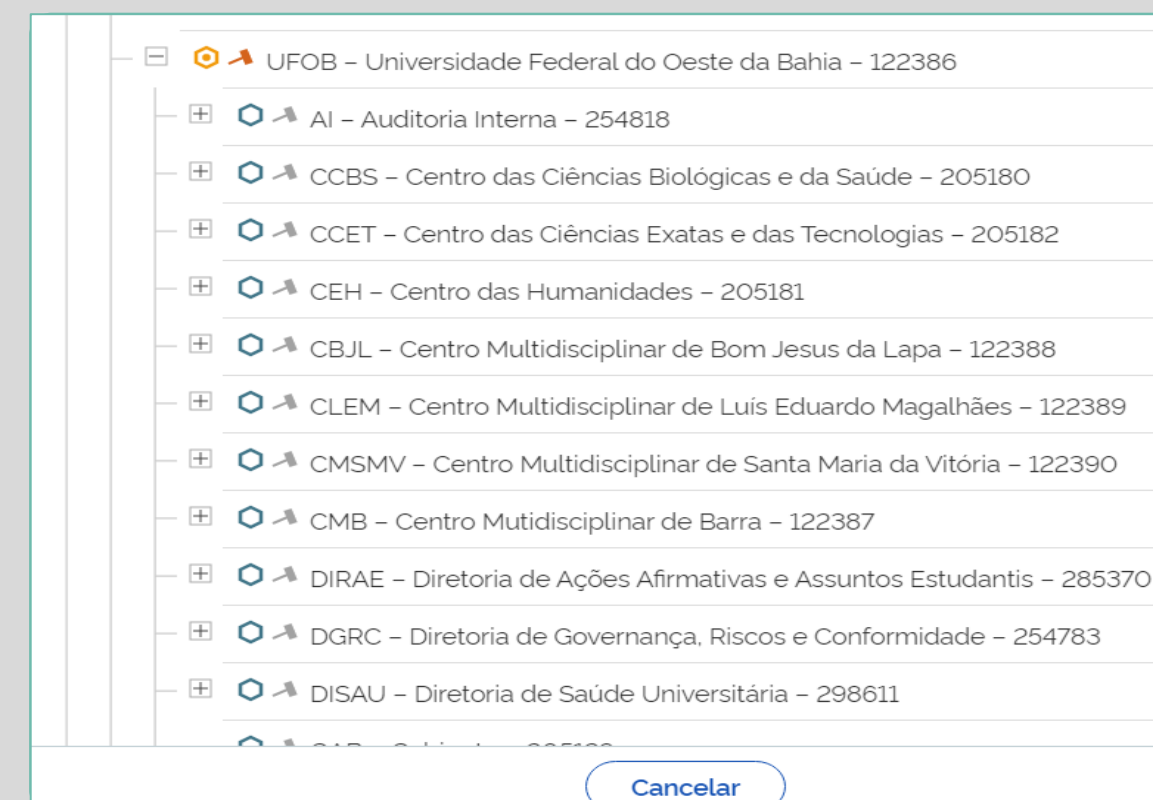 UFOB – Universidade Federal do Oeste da Bahia – 122386
AI – Auditoria Interna – 254818
CCBS – Centro das Ciências Biológicas e da Saúde – 205180
CCET – Centro das Ciências Exatas e das Tecnologias – 205182
CEH – Centro das Humanidades – 205181
CBJL – Centro Multidisciplinar de Bom Jesus da Lapa – 122388
CLEM – Centro Multidisciplinar de Luís Eduardo Magalhães – 122389
CMSMV – Centro Multidisciplinar de Santa Maria da Vitória – 122390
CMB – Centro Mutidisciplinar de Barra – 122387
DIRAE – Diretoria de Ações Afirmativas e Assuntos Estudantis – 285370
DGRC – Diretoria de Governança, Riscos e Conformidade – 254783
DISAU – Diretoria de Saúde Universitária – 298611
Cancelar